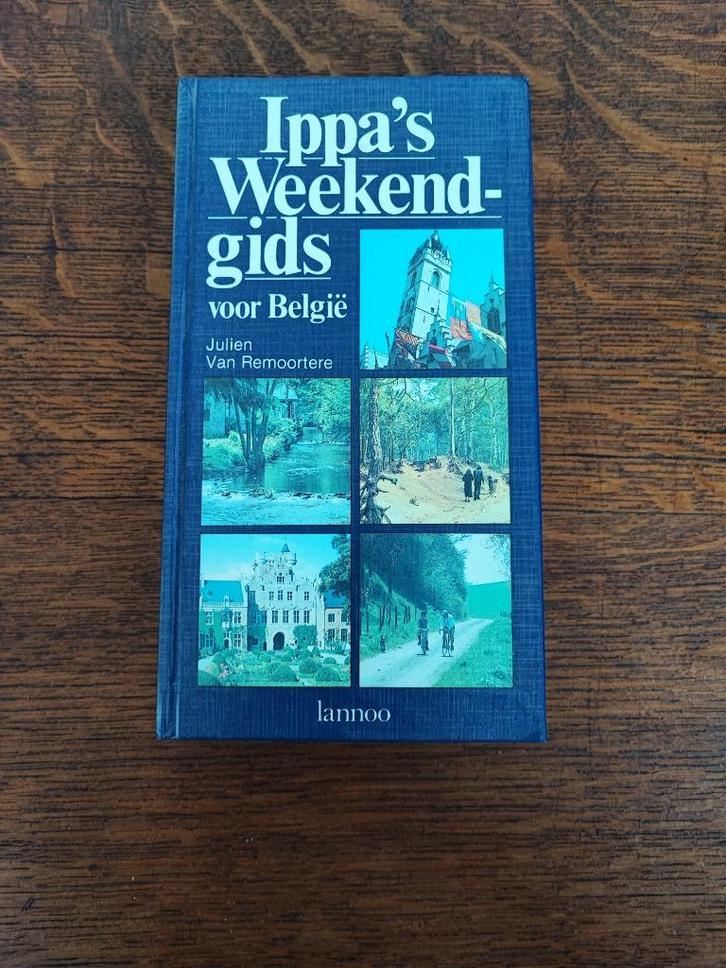 Ippa's
Weekend-
gids
voor België
Julien
Van Remoortere
lannoo